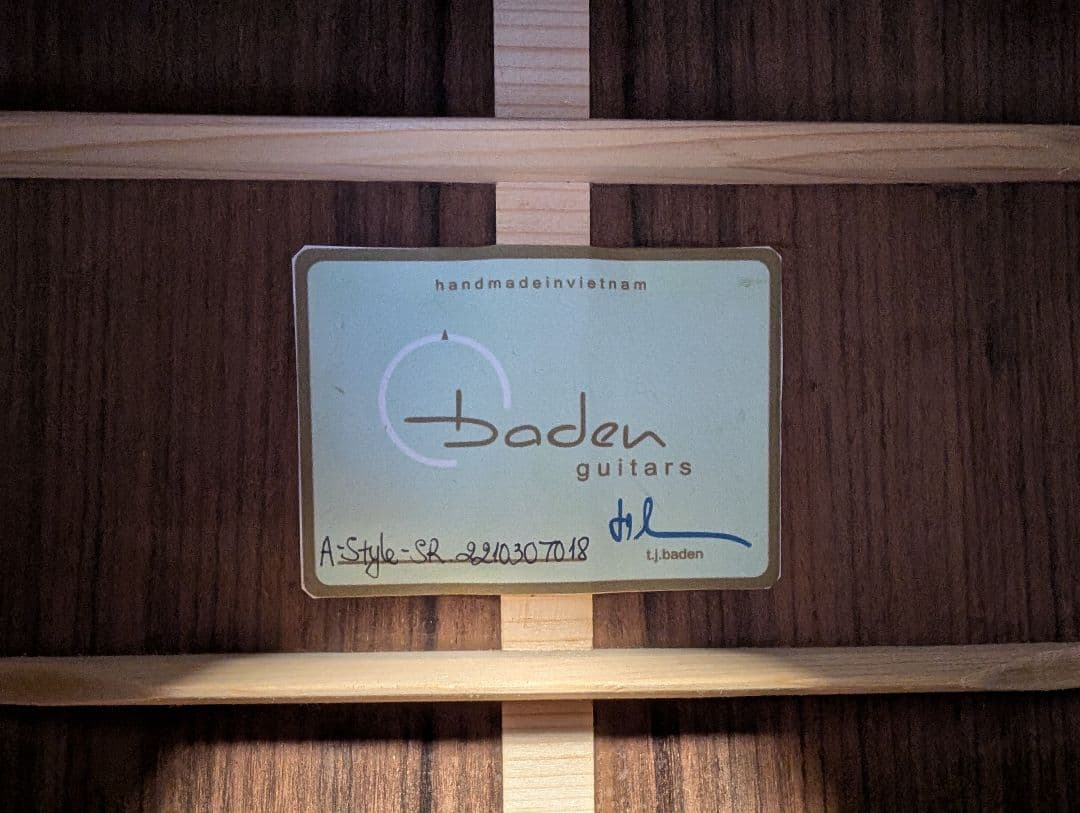 handmadeinvietnam
baden
guitars
A-Style-SR 2210307018
t.j.baden